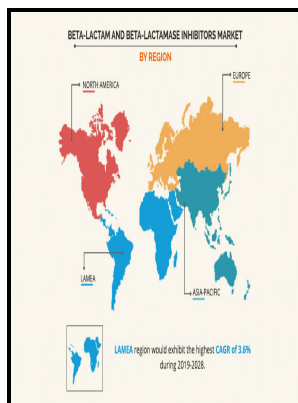 BETA-LACTAM AND BETA-LACTAMASE INHIBITORS MARKET
BY REGION
EUROPE
NORTH AMERICA
LAMEA
ASIA-PACIFIC
LAMEA region would exhibit the highest CAGR of 3.6%
during 2019-2028.